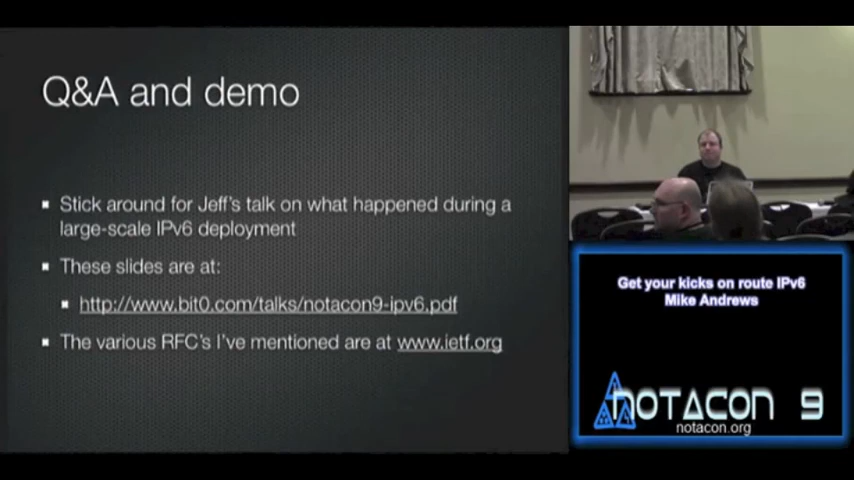 Q&A and demo
Stick around for Jeff's talk on what happened during a
large-scale IPv6 deployment
These slides are at:
http://www.bit0.com/talks/notacon9-ipv6.pdf
The various RFC's I've mentioned are at www.ietf.org
Get your kicks on route IPv6
Mike Andrews
NOTACON 9
notacon.org